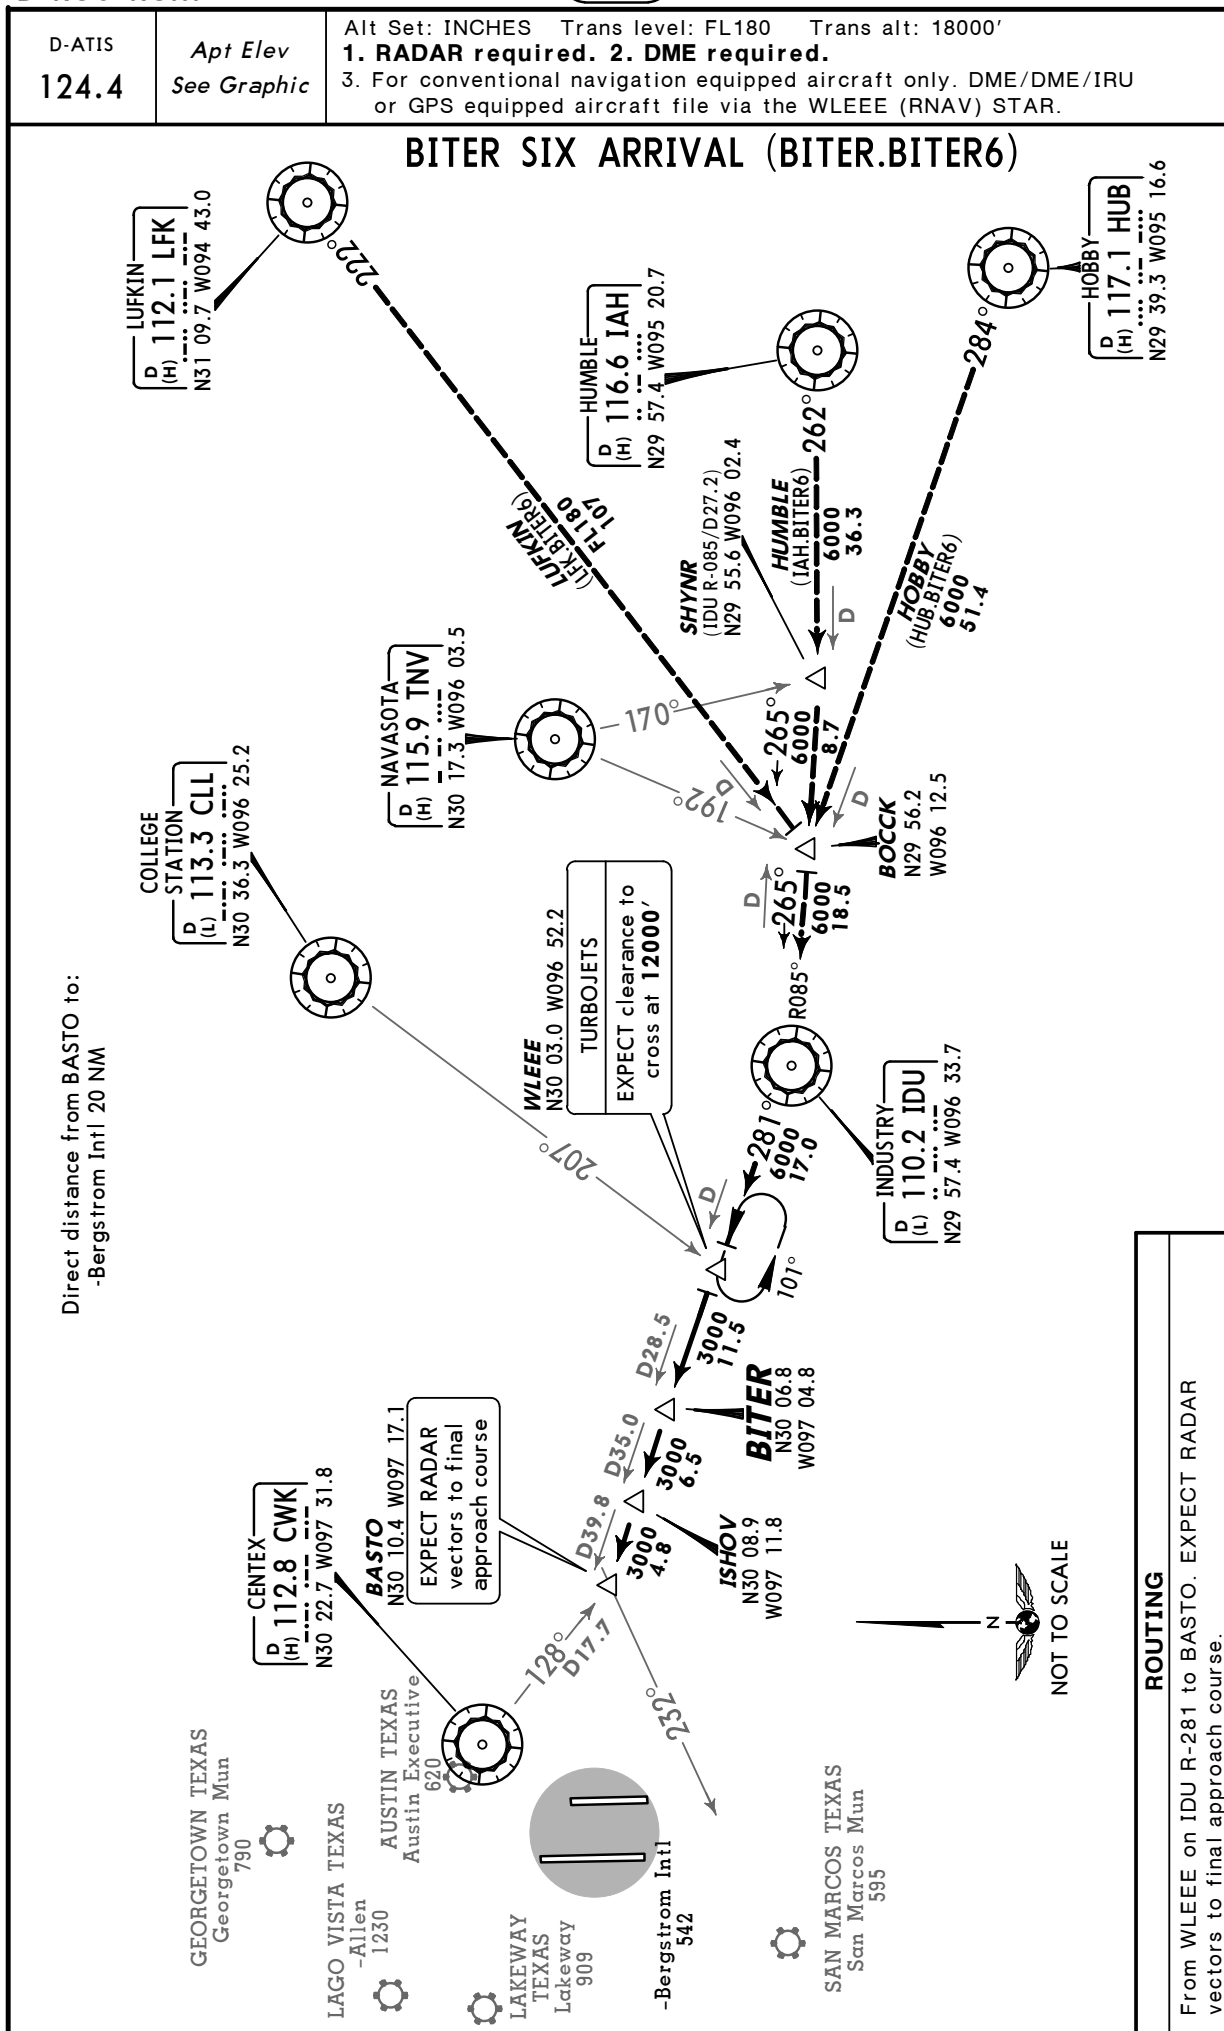 D-ATIS
124.4
Apt Elev
See Graphic
Alt Set: INCHES Trans level: FL180 Trans alt: 18000'
1. RADAR required. 2. DME required.
3. For conventional navigation equipped aircraft only. DME/DME/IRU
or GPS equipped aircraft file via the WLEEE (RNAV) STAR.
BITER SIX ARRIVAL (BITER.BITER6)
LUFKIN
D
(H) 112.1 LFK
N31 09.7 W094 43.0
222°
HUMBLE
D
(H) 116.6 IAH
N29 57.4 W095 20.7
262°
HOBBY
D
(H) 117.1 HUB
N29 39.3 W095 16.6
284°
LUFKIN
(LFK.BITER6)
FL180
107
SHYNR
(IDU R-085/D27.2)
N29 55.6 W096 02.4
HUMBLE
(IAH.BITER6)
6000
36.3
D
HOBBY
(HUB.BITER6)
6000
51.4
NAVASOTA
D
(H) 115.9 TNV
N30 17.3 W096 03.5
170°
192°
D
265°
6000
8.7
D
BOCCK
N29 56.2
W096 12.5
COLLEGE
STATION
D
(L) 113.3 CLL
N30 36.3 W096 25.2
207°
D
265°
6000
18.5
R085°
Direct distance from BASTO to:
-Bergstrom Intl 20 NM
WLEEE
N30 03.0 W096 52.2
TURBOJETS
EXPECT clearance to
cross at 12000'
INDUSTRY
D
(L) 110.2 IDU
N29 57.4 W096 33.7
281°
6000
17.0
D
101°
D28.5
3000
11.5
BITER
N30 06.8
W097 04.8
D35.0
3000
6.5
ISHOV
N30 08.9
W097 11.8
D39.8
3000
4.8
BASTO
N30 10.4 W097 17.1
EXPECT RADAR
vectors to final
approach course
CENTEX
D
(H) 112.8 CWK
N30 22.7 W097 31.8
128°
D17.7
232°
N
NOT TO SCALE
GEORGETOWN TEXAS
Georgetown Mun
790
LAGO VISTA TEXAS
-Allen
1230
AUSTIN TEXAS
Austin Executive
620
LAKEWAY
TEXAS
Lakeway
909
-Bergstrom Intl
542
SAN MARCOS TEXAS
San Marcos Mun
595
ROUTING
From WLEEE on IDU R-281 to BASTO. EXPECT RADAR
vectors to final approach course.